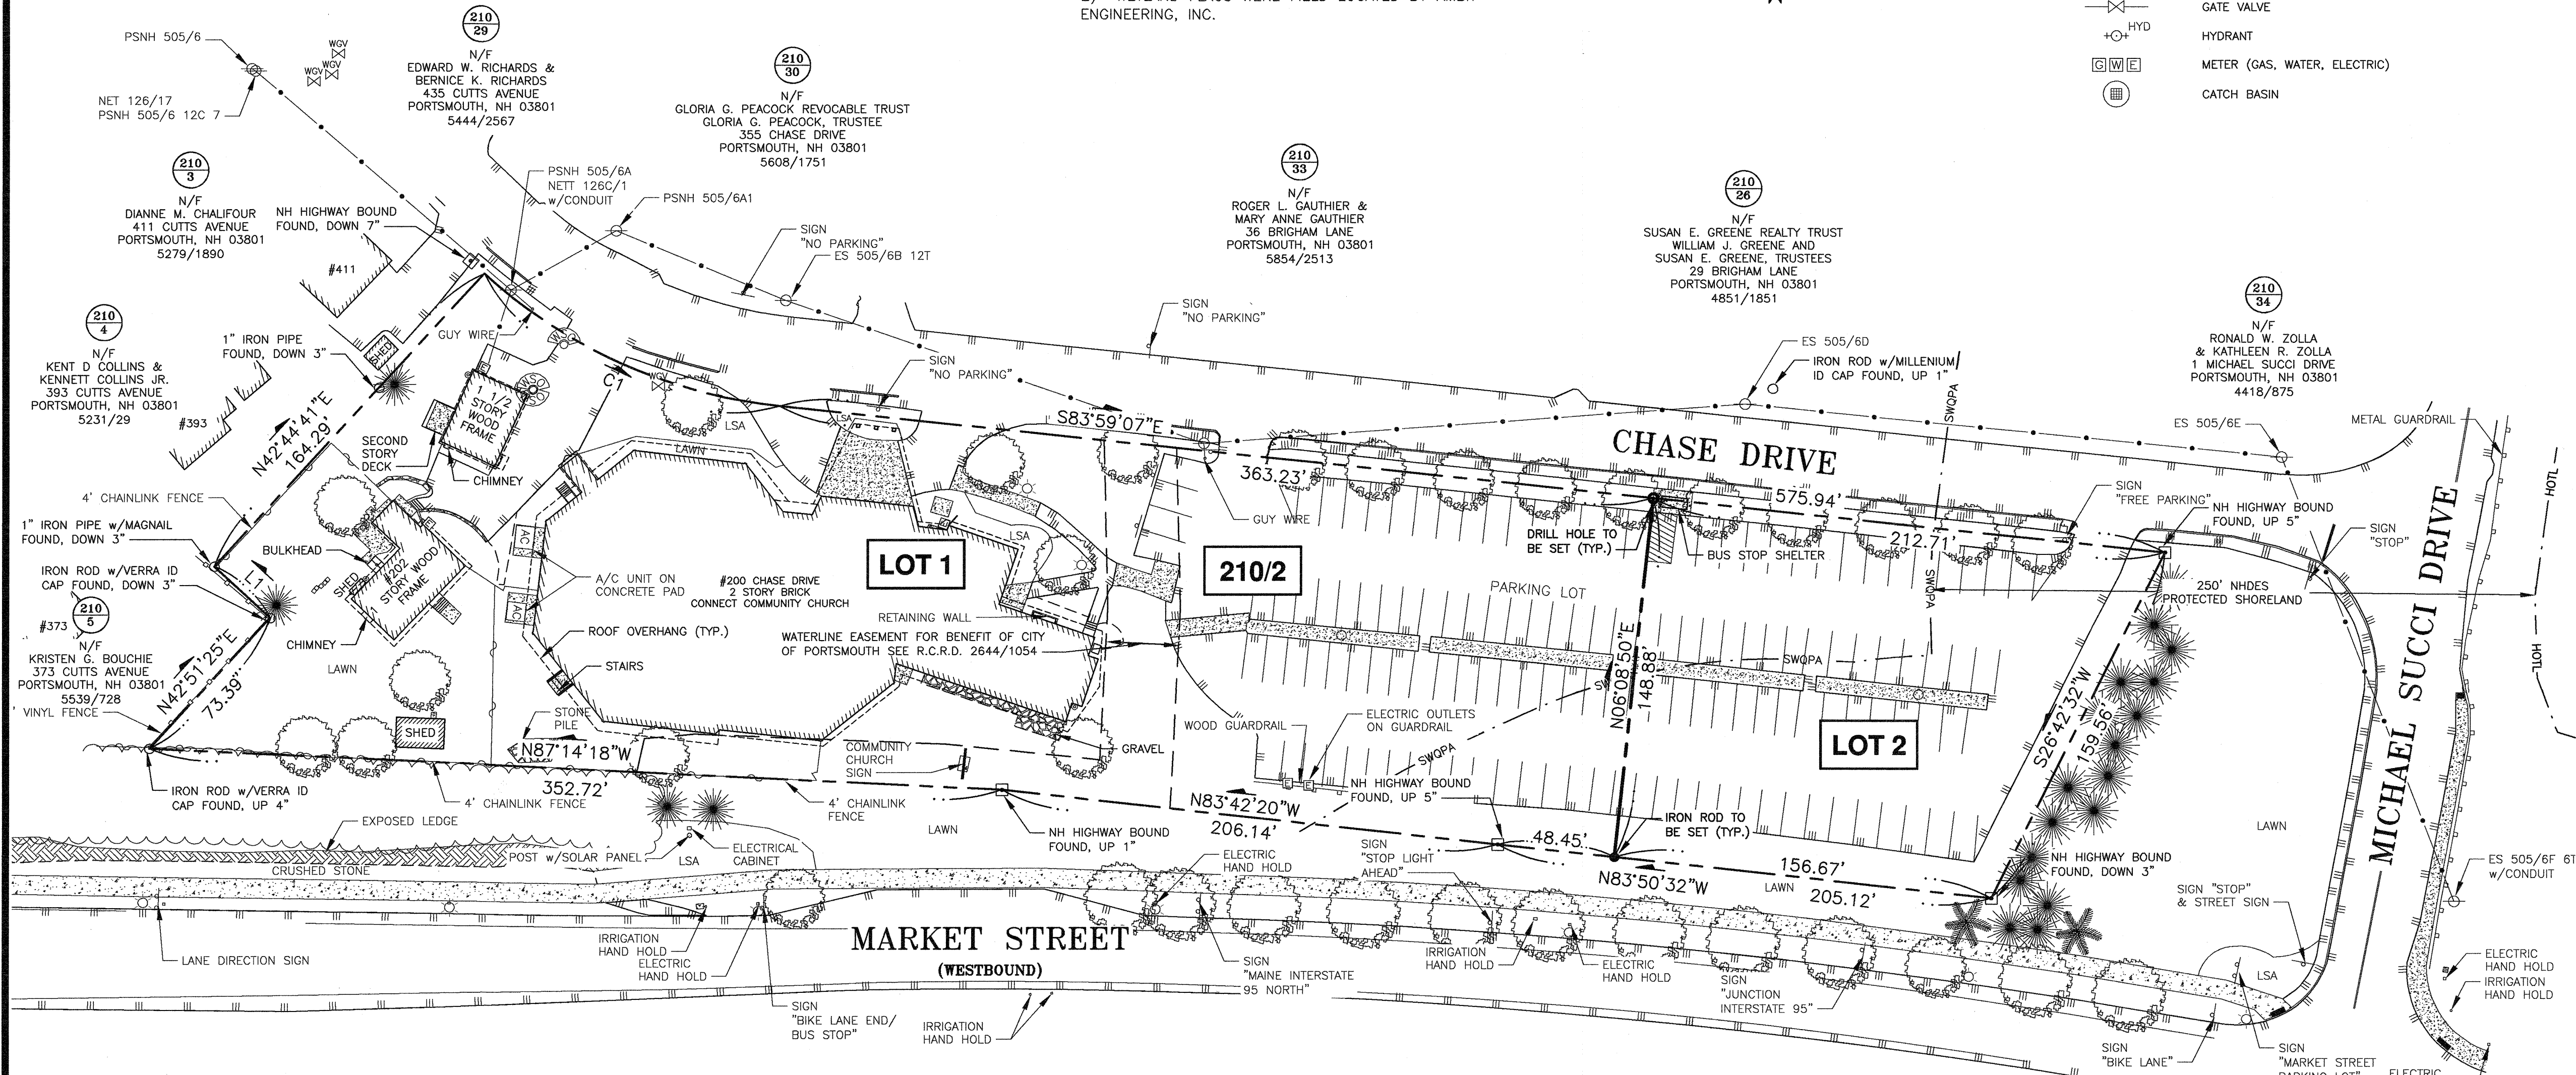 ENGINEERING, INC.
GATE VALVE
HYD
HYDRANT
G W E
METER (GAS, WATER, ELECTRIC)
CATCH BASIN
PSNH 505/6
WGV
WGV
WGV
NET 126/17
PSNH 505/6 12C 7
210
29
N/F
EDWARD W. RICHARDS &
BERNICE K. RICHARDS
435 CUTTS AVENUE
PORTSMOUTH, NH 03801
5444/2567
210
30
N/F
GLORIA G. PEACOCK REVOCABLE TRUST
GLORIA G. PEACOCK, TRUSTEE
355 CHASE DRIVE
PORTSMOUTH, NH 03801
5608/1751
210
3
N/F
DIANNE M. CHALIFOUR
411 CUTTS AVENUE
PORTSMOUTH, NH 03801
5279/1890
NH HIGHWAY BOUND
FOUND, DOWN 7"
PSNH 505/6A
NETT 126C/1
w/CONDUIT
PSNH 505/6A1
SIGN
"NO PARKING"
ES 505/6B 12T
210
33
N/F
ROGER L. GAUTHIER &
MARY ANNE GAUTHIER
36 BRIGHAM LANE
PORTSMOUTH, NH 03801
5854/2513
210
26
N/F
SUSAN E. GREENE REALTY TRUST
WILLIAM J. GREENE AND
SUSAN E. GREENE, TRUSTEES
29 BRIGHAM LANE
PORTSMOUTH, NH 03801
4851/1851
210
34
N/F
RONALD W. ZOLLA
& KATHLEEN R. ZOLLA
1 MICHAEL SUCCI DRIVE
PORTSMOUTH, NH 03801
4418/875
#411
210
4
N/F
KENT D COLLINS &
KENNETT COLLINS JR.
393 CUTTS AVENUE
PORTSMOUTH, NH 03801
5231/29
#393
1" IRON PIPE
FOUND, DOWN 3"
SHED
GUY WIRE
WSO
C1
WGV
SIGN
"NO PARKING"
SIGN
"NO PARKING"
ES 505/6D
IRON ROD w/MILLENIUM
ID CAP FOUND, UP 1"
SWQPA
ES 505/6E
METAL GUARDRAIL
N42°44'41"E
164.29'
1 1/2
STORY
WOOD
FRAME
WSO
SECOND
STORY
DECK
CHIMNEY
LSA
LSA
LAWN
S83°59'07"E
363.23'
GUY WIRE
CHASE DRIVE
575.94'
212.71'
DRILL HOLE TO
BE SET (TYP.)
BUS STOP SHELTER
SIGN
"FREE PARKING"
NH HIGHWAY BOUND
FOUND, UP 5"
SIGN
"STOP"
HOTL
HOTL
4' CHAINLINK FENCE
1" IRON PIPE w/MAGNAIL
FOUND, DOWN 3"
BULKHEAD
IRON ROD w/VERRA ID
CAP FOUND, DOWN 3"
L1
SHED
#202
1 STORY WOOD
FRAME
CHIMNEY
AC
AC
A/C UNIT ON
CONCRETE PAD
#200 CHASE DRIVE
2 STORY BRICK
CONNECT COMMUNITY CHURCH
LOT 1
LSA
210/2
PARKING LOT
SWQPA
250' NHDES
PROTECTED SHORELAND
MICHAEL SUCCI DRIVE
210
5
#373
N/F
KRISTEN G. BOUCHIE
373 CUTTS AVENUE
PORTSMOUTH, NH 03801
5539/728
' VINYL FENCE
N42°51'25"E
73.39'
LAWN
ROOF OVERHANG (TYP.)
STAIRS
RETAINING WALL
WATERLINE EASEMENT FOR BENEFIT OF CITY
OF PORTSMOUTH SEE R.C.R.D. 2644/1054
N06°08'50"E
148.88'
SWQPA
S26°42'32"W
159.56'
SHED
STONE
PILE
N87°14'18"W
352.72'
COMMUNITY
CHURCH
SIGN
GRAVEL
WOOD GUARDRAIL
ELECTRIC OUTLETS
ON GUARDRAIL
SWQPA
E E
LOT 2
IRON ROD w/VERRA ID
CAP FOUND, UP 4"
4' CHAINLINK FENCE
4' CHAINLINK
FENCE
LAWN
N83°42'20"W
206.14'
NH HIGHWAY BOUND
FOUND, UP 5"
NH HIGHWAY BOUND
FOUND, UP 1"
48.45'
IRON ROD TO
BE SET (TYP.)
N83°50'32"W
156.67'
LAWN
205.12'
NH HIGHWAY BOUND
FOUND, DOWN 3"
LAWN
EXPOSED LEDGE
CRUSHED STONE
POST w/SOLAR PANEL
LSA
ELECTRICAL
CABINET
ELECTRIC
HAND HOLD
SIGN
"STOP LIGHT
AHEAD"
SIGN "STOP"
& STREET SIGN
ES 505/6F 6T
w/CONDUIT
LANE DIRECTION SIGN
IRRIGATION
HAND HOLD
ELECTRIC
HAND HOLD
MARKET STREET
(WESTBOUND)
SIGN
"MAINE INTERSTATE
95 NORTH"
IRRIGATION
HAND HOLD
ELECTRIC
HAND HOLD
SIGN
"JUNCTION
INTERSTATE 95"
LSA
ELECTRIC
HAND HOLD
IRRIGATION
HAND HOLD
SIGN
"BIKE LANE END/
BUS STOP"
IRRIGATION
HAND HOLD
SIGN
"BIKE LANE"
SIGN
"MARKET STREET
ELECTRIC